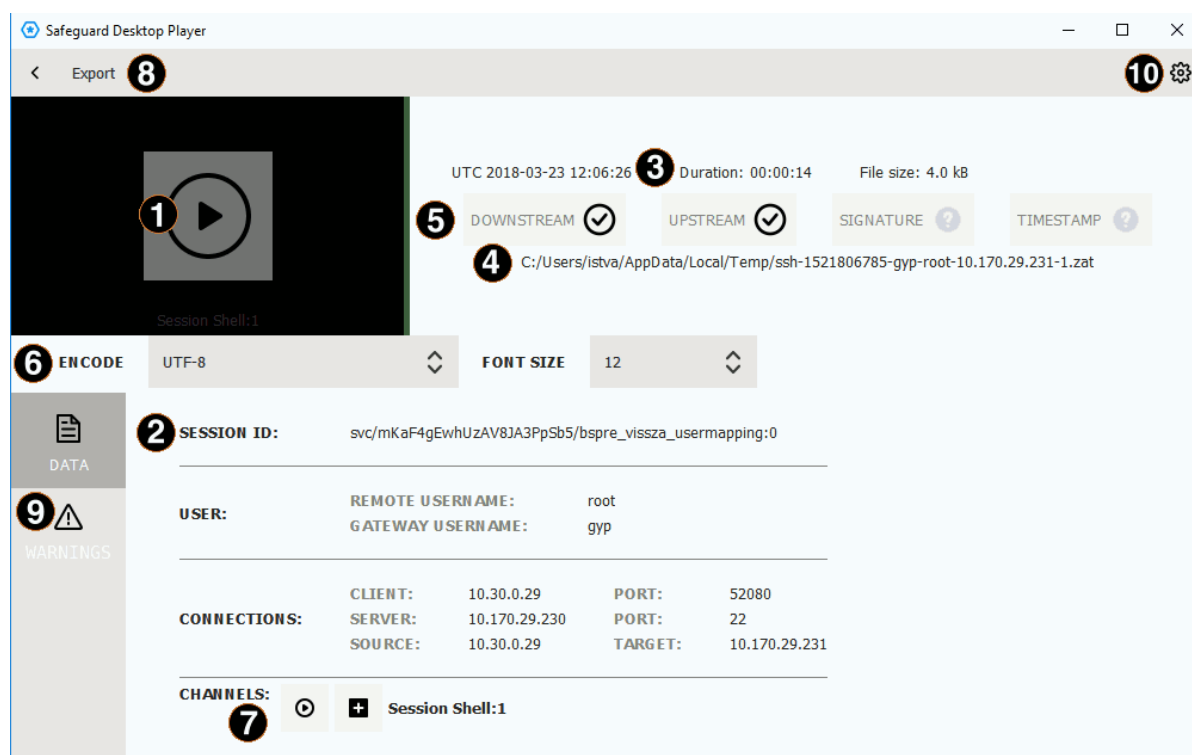 Safeguard Desktop Player
Export 8
10
1
Session Shell:1
UTC 2018-03-23 12:06:26 3 Duration: 00:00:14 File size: 4.0 kB
5 DOWNSTREAM UPSTREAM SIGNATURE ? TIMESTAMP ?
4 C:/Users/istva/AppData/Local/Temp/ssh-1521806785-gyp-root-10.170.29.231-1.zat
6 ENCODE UTF-8 FONT SIZE 12
DATA
9
WARNINGS
2 SESSION ID: svc/mKaF4gEwhUzAV8JA3PpSb5/bspre_vissza_usermapping:0
USER: REMOTE USERNAME: root
GATEWAY USERNAME: gyp
CLIENT: 10.30.0.29 PORT: 52080
CONNECTIONS: SERVER: 10.170.29.230 PORT: 22
SOURCE: 10.30.0.29 TARGET: 10.170.29.231
CHANNELS:
7 Session Shell:1